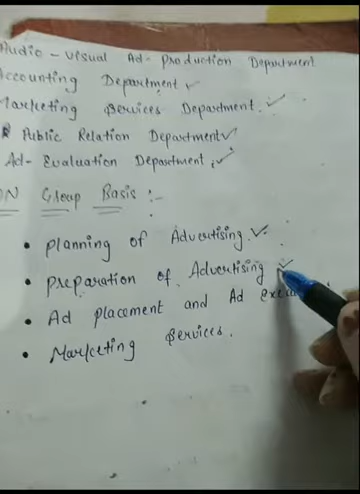 Audio - Visual Ad- Production Department
Accounting Department
Marketing Services Department.
Public Relation Department
Ad- Evaluation Department.
ON Group Basis :-
• Planning of Advertising.
• Preparation of Advertising
• Ad placement and Ad
• Marketing Services.